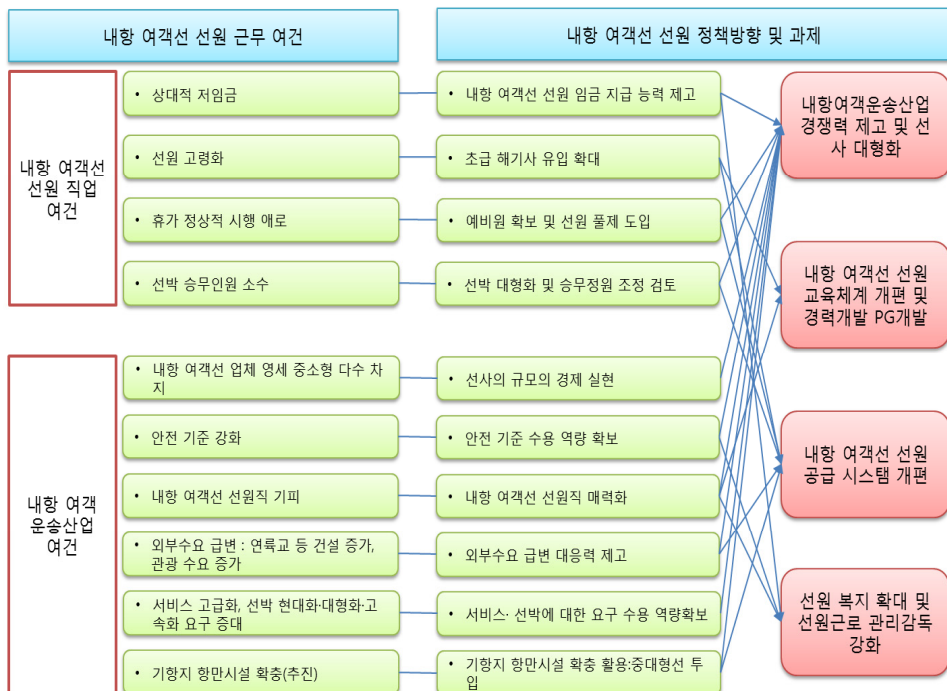 내항 여객선 선원 근무 여건
내항 여객선 선원 정책방향 및 과제
내항 여객선
선원 직업
여건
• 상대적 저임금
• 선원 고령화
• 휴가 정상적 시행 애로
• 선박 승무인원 소수
• 내항 여객선 선원 임금 지급 능력 제고
• 초급 해기사 유입 확대
• 예비원 확보 및 선원 풀제 도입
• 선박 대형화 및 승무정원 조정 검토
내항 여객
운송산업
여건
• 내항 여객선 업체 영세 중소형 다수 차
지
• 안전 기준 강화
• 내항 여객선 선원직 기피
• 외부수요 급변 : 연륙교 등 건설 증가,
관광 수요 증가
• 서비스 고급화, 선박 현대화·대형화·고
속화 요구 증대
• 기항지 항만시설 확충(추진)
• 선사의 규모의 경제 실현
• 안전 기준 수용 역량 확보
• 내항 여객선 선원직 매력화
• 외부수요 급변 대응력 제고
• 서비스· 선박에 대한 요구 수용 역량확보
• 기항지 항만시설 확충 활용:중대형선 투
입
내항여객운송산업
경쟁력 제고 및 선
사 대형화
내항 여객선 선원
교육체계 개편 및
경력개발 PG개발
내항 여객선 선원
공급 시스템 개편
선원 복지 확대 및
선원근로 관리감독
강화